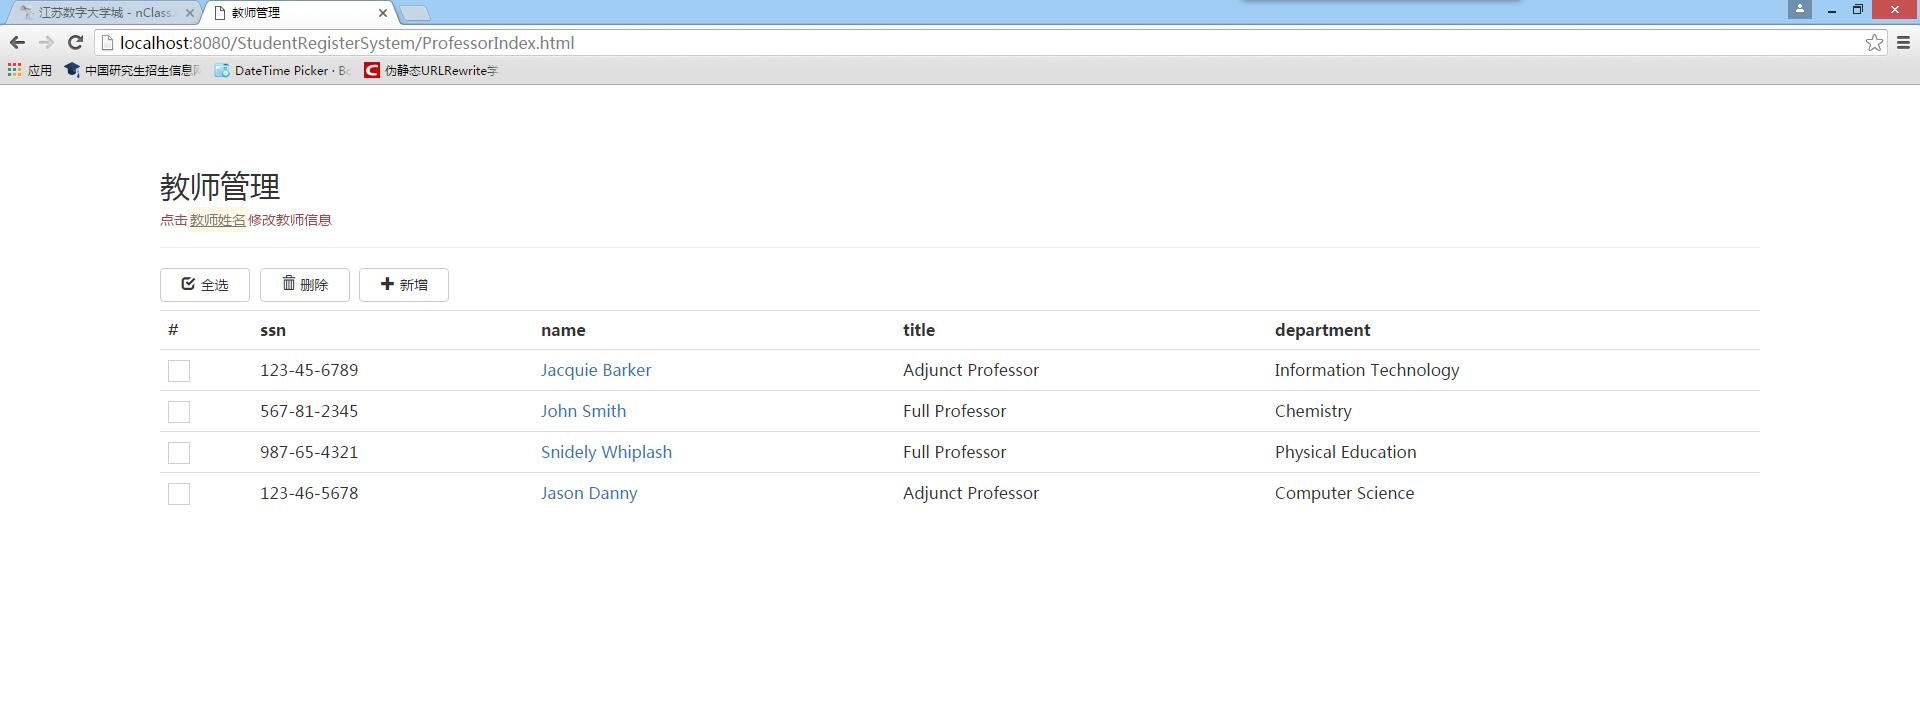 江苏数字大学城 - nClass
教师管理
localhost:8080/StudentRegisterSystem/ProfessorIndex.html
应用 中国研究生招生信息 DateTime Picker · 伪静态URLRewrite学
教师管理
点击教师姓名修改教师信息
全选 删除 新增
# ssn name title department
123-45-6789 Jacquie Barker Adjunct Professor Information Technology
567-81-2345 John Smith Full Professor Chemistry
987-65-4321 Snidely Whiplash Full Professor Physical Education
123-46-5678 Jason Danny Adjunct Professor Computer Science